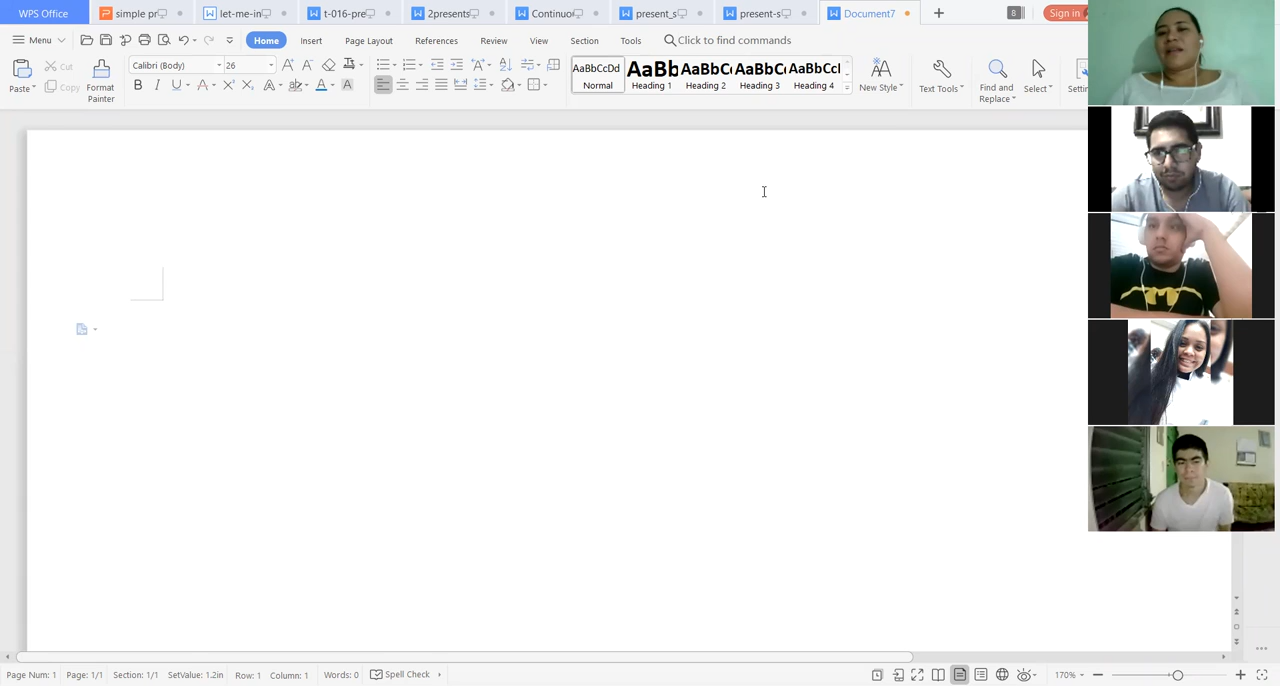 WPS Office
simple pr
let-me-in
t-016-pre
2presents
Continuo
present_s
present-s
Document7
8
Sign in
Menu
Home
Insert
Page Layout
References
Review
View
Section
Tools
Click to find commands
Paste
Cut
Copy
Format Painter
Calibri (Body)
26
AaBbCcDd
Normal
AaBb
Heading 1
AaBbC
Heading 2
AaBbC
Heading 3
AaBbCcl
Heading 4
New Style
Text Tools
Find and Replace
Select
Settin
Page Num: 1
Page: 1/1
Section: 1/1
SetValue: 1.2in
Row: 1
Column: 1
Words: 0
Spell Check
170%